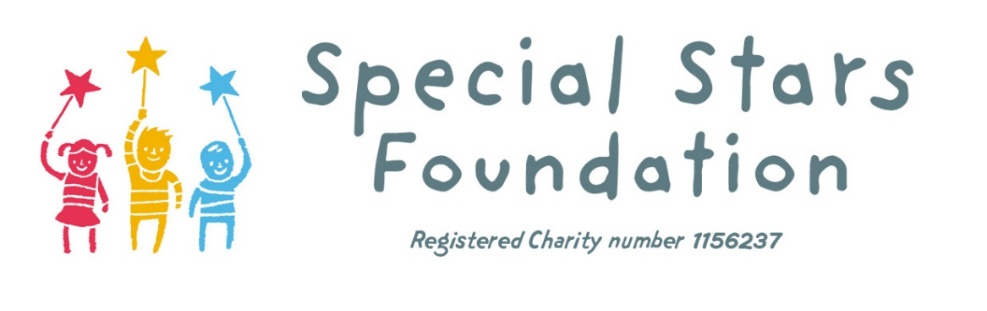 Special Stars
Foundation
Registered Charity number 1156237